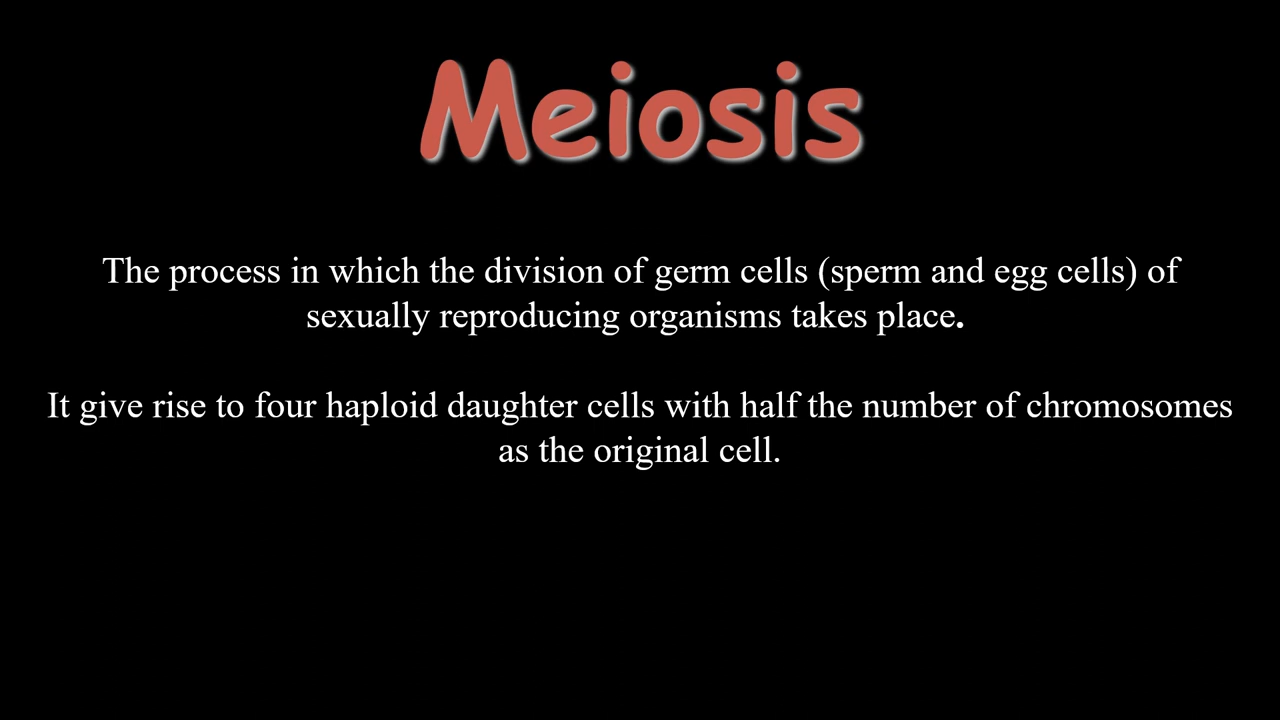 Meiosis
The process in which the division of germ cells (sperm and egg cells) of
sexually reproducing organisms takes place.
It give rise to four haploid daughter cells with half the number of chromosomes
as the original cell.